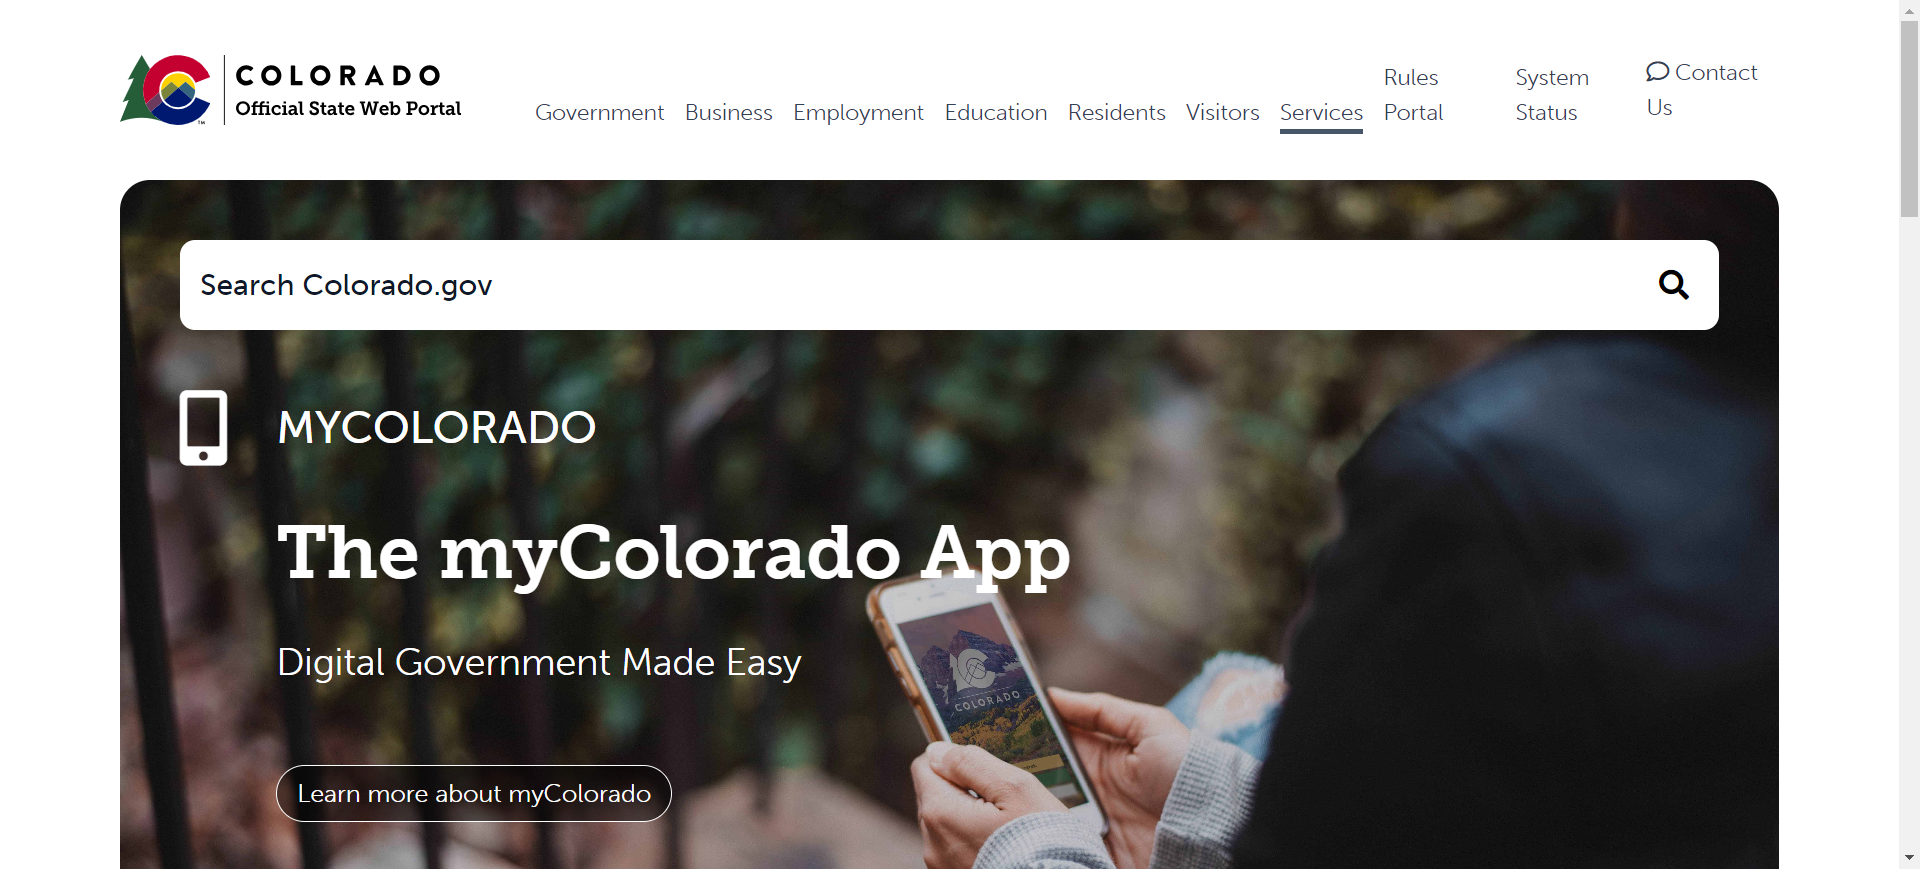 COLORADO
Official State Web Portal
Government Business Employment Education Residents Visitors Services
Rules
Portal
System
Status
Contact
Us
Search Colorado.gov
MYCOLORADO
The myColorado App
Digital Government Made Easy
COLORADO
Learn more about myColorado